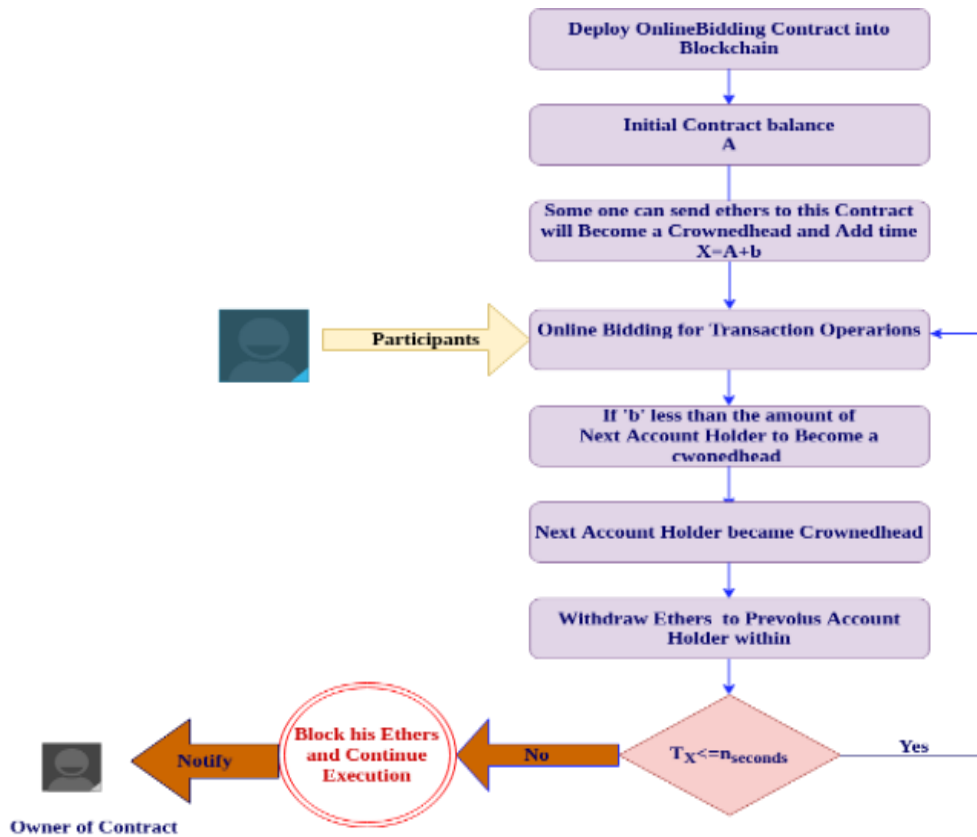 Deploy OnlineBidding Contract into
Blockchain
Initial Contract balance
A
Some one can send ethers to this Contract
will Become a Crownedhead and Add time
X=A+b
Participants
Online Bidding for Transaction Operarions
If 'b' less than the amount of
Next Account Holder to Become a
cwonedhead
Next Account Holder became Crownedhead
Withdraw Ethers to Prevolus Account
Holder within
TX<=nseconds
Yes
No
Block his Ethers
and Continue
Execution
Notify
Owner of Contract